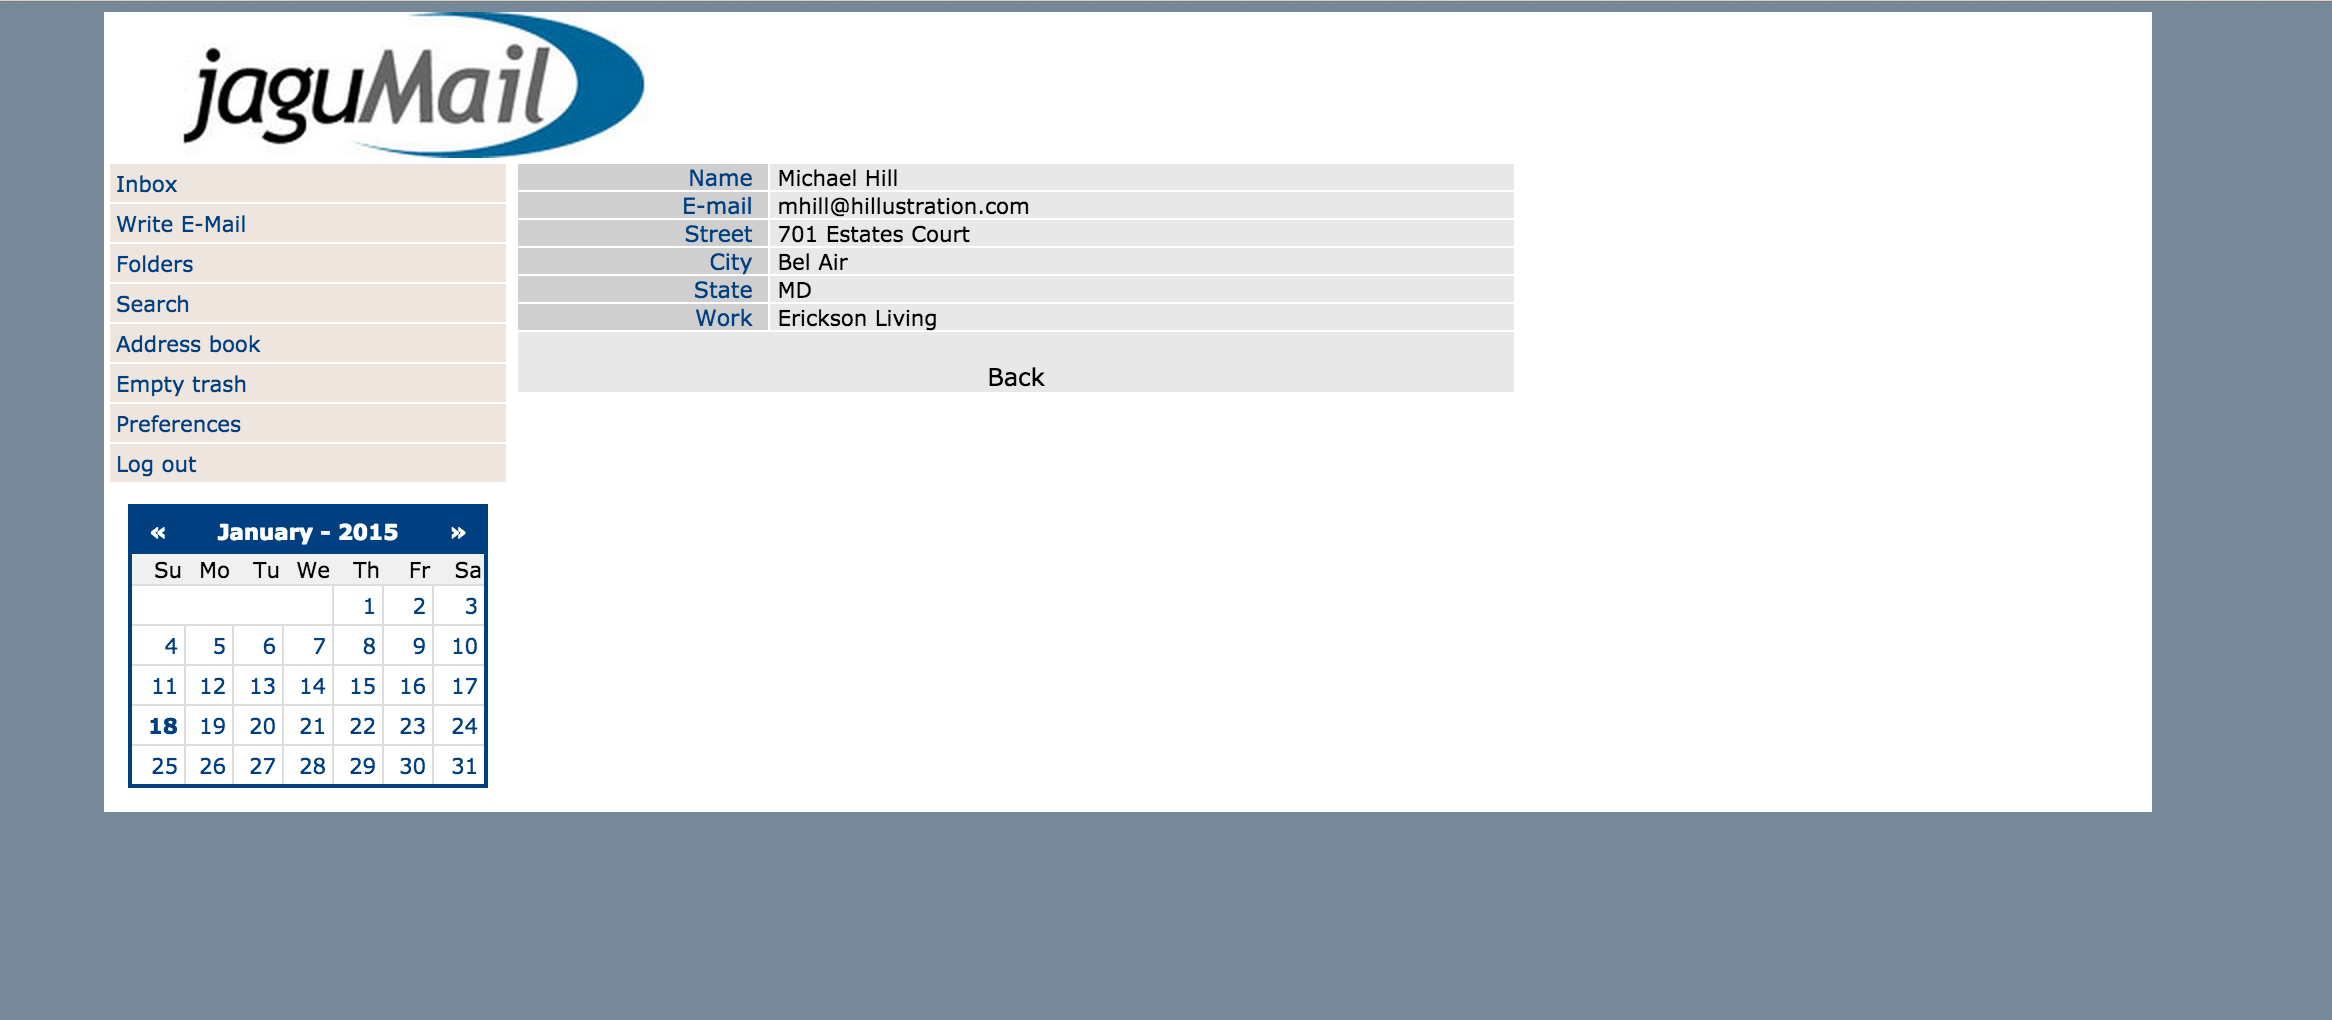 jaguMail
Inbox
Write E-Mail
Folders
Search
Address book
Empty trash
Preferences
Log out
« January - 2015 »
Su Mo Tu We Th Fr Sa
1 2 3
4 5 6 7 8 9 10
11 12 13 14 15 16 17
18 19 20 21 22 23 24
25 26 27 28 29 30 31
Name Michael Hill
E-mail mhill@hillustration.com
Street 701 Estates Court
City Bel Air
State MD
Work Erickson Living
Back